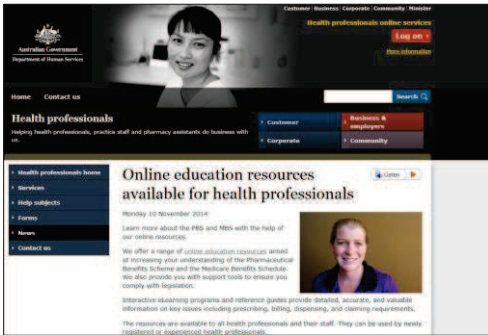 Customer Business Corporate Community Minister
Health professionals online services
Log on
More information
Australian Government
Department of Human Services
Home Contact us
Search
Health professionals
Helping health professionals, practice staff and pharmacy assistants do business with us.
Customer
Business & employers
Corporate
Community
Health professionals home
Services
Help subjects
Forms
News
Contact us
Online education resources
available for health professionals
Listen
Monday 10 November 2014
Learn more about the PBS and MBS with the help of
our online resources.
We offer a range of online education resources aimed
at increasing your understanding of the Pharmaceutical
Benefits Scheme and the Medicare Benefits Schedule.
We also provide you with support tools to ensure you
comply with legislation.
Interactive eLearning programs and reference guides provide detailed, accurate, and valuable
information on key issues including prescribing, billing, dispensing, and claiming requirements.
The resources are available to all health professionals and their staff. They can be used by newly
registered or experienced health professionals.